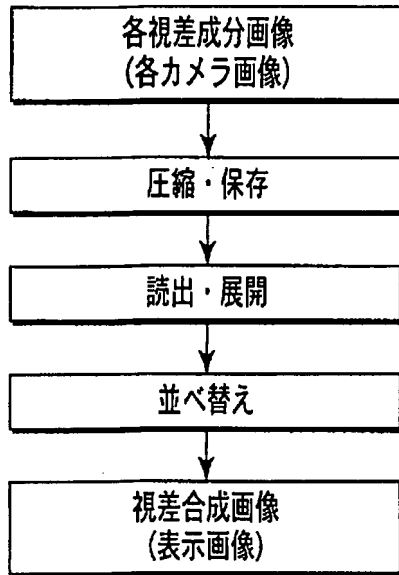 各視差成分画像
(各カメラ画像)
圧縮・保存
読出・展開
並べ替え
視差合成画像
(表示画像)